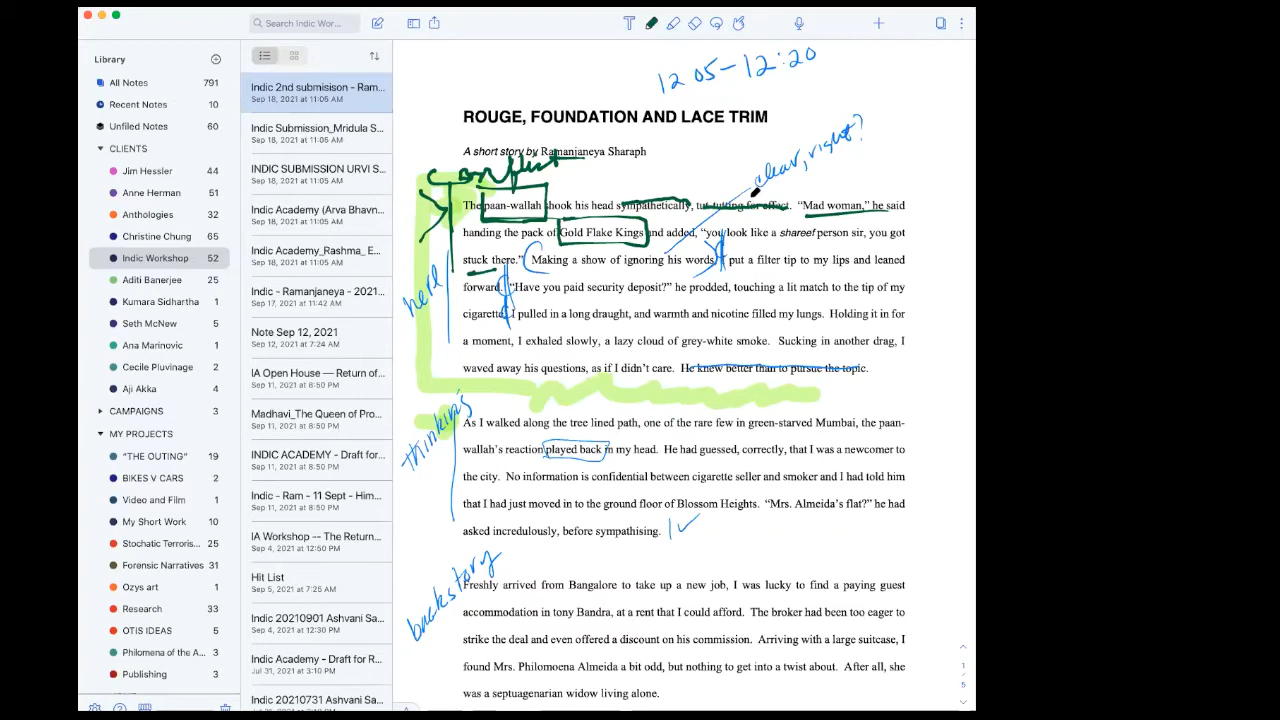 Search Indic Wor...
Library
All Notes 791
Recent Notes 10
Unfiled Notes 60
CLIENTS
Jim Hessler 44
Anne Herman 51
Anthologies 32
Christine Chung 65
Indic Workshop 52
Aditi Banerjee 25
Kumara Sidhartha 1
Seth McNew 5
Ana Marinovic 1
Cecile Pluvinage 2
Aji Akka 4
CAMPAIGNS 3
MY PROJECTS
“THE OUTING” 19
BIKES V CARS 2
Video and Film 1
My Short Work 10
Stochatic Terroris... 25
Forensic Narratives 31
Ozys art 1
Research 33
OTIS IDEAS 5
Philomena of the A... 3
Publishing 3
Indic 2nd submisison - Ram...
Sep 18, 2021 at 11:05 AM
Indic Submission_Mridula S...
Sep 18, 2021 at 11:05 AM
INDIC SUBMISSION URVI S...
Sep 18, 2021 at 11:05 AM
Indic Academy (Arva Bhavn...
Sep 18, 2021 at 11:05 AM
Indic Academy_Rashma_ E...
Sep 18, 2021 at 11:05 AM
Indic - Ramanjaneya - 2021...
Sep 17, 2021 at 11:42 AM
Note Sep 12, 2021
Sep 12, 2021 at 7:24 AM
IA Open House — Return of...
Sep 11, 2021 at 8:50 PM
Madhavi_The Queen of Pro...
Sep 11, 2021 at 8:50 PM
INDIC ACADEMY - Draft for...
Sep 11, 2021 at 8:50 PM
Indic - Ram - 11 Sept - Him...
Sep 11, 2021 at 8:50 PM
IA Workshop -- The Return...
Sep 4, 2021 at 12:50 PM
Hit List
Sep 5, 2021 at 7:25 AM
Indic 20210901 Ashvani Sa...
Sep 4, 2021 at 12:30 PM
Indic Academy - Draft for R...
Jul 31, 2021 at 3:10 PM
Indic 20210731 Ashvani Sa...
12 05-12:20
ROUGE, FOUNDATION AND LACE TRIM
clear, right?
A short story by Ramanjaneya Sharaph
conflict
The paan-wallah shook his head sympathetically, tut-tutting for effect. “Mad woman,” he said
handing the pack of Gold Flake Kings and added, “you look like a shareef person sir, you got
stuck there.” Making a show of ignoring his words, I put a filter tip to my lips and leaned
here
forward. “Have you paid security deposit?” he prodded, touching a lit match to the tip of my
cigarette. I pulled in a long draught, and warmth and nicotine filled my lungs. Holding it in for
a moment, I exhaled slowly, a lazy cloud of grey-white smoke. Sucking in another drag, I
waved away his questions, as if I didn’t care. He knew better than to pursue the topic.
thinking
As I walked along the tree lined path, one of the rare few in green-starved Mumbai, the paan-
wallah’s reaction played back in my head. He had guessed, correctly, that I was a newcomer to
the city. No information is confidential between cigarette seller and smoker and I had told him
that I had just moved in to the ground floor of Blossom Heights. “Mrs. Almeida’s flat?” he had
asked incredulously, before sympathising.
backstory
Freshly arrived from Bangalore to take up a new job, I was lucky to find a paying guest
accommodation in tony Bandra, at a rent that I could afford. The broker had been too eager to
strike the deal and even offered a discount on his commission. Arriving with a large suitcase, I
found Mrs. Philomoena Almeida a bit odd, but nothing to get into a twist about. After all, she
was a septuagenarian widow living alone.
1
5